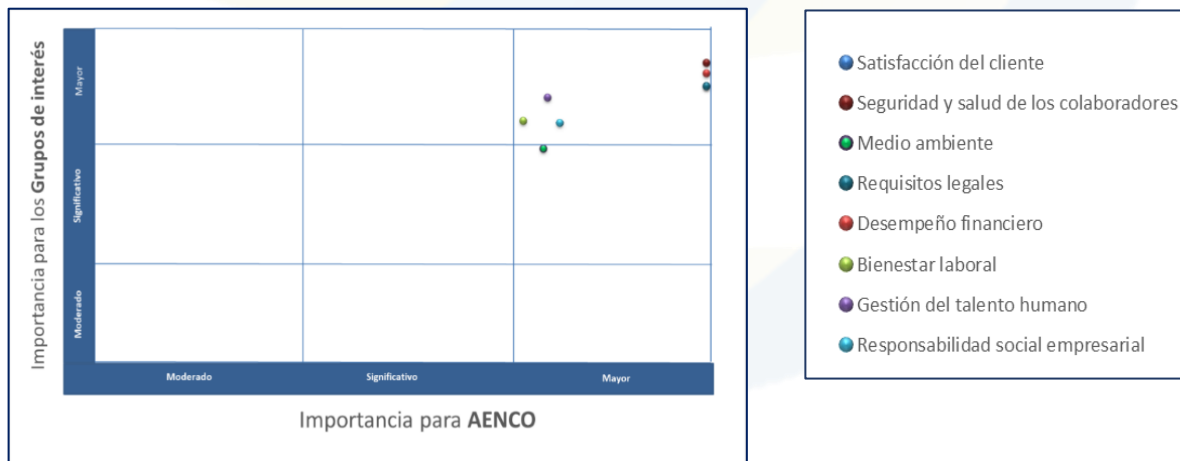 Importancia para los Grupos de interés
Mayor
Significativo
Moderado
Moderado
Significativo
Mayor
Importancia para AENCO
Satisfacción del cliente
Seguridad y salud de los colaboradores
Medio ambiente
Requisitos legales
Desempeño financiero
Bienestar laboral
Gestión del talento humano
Responsabilidad social empresarial